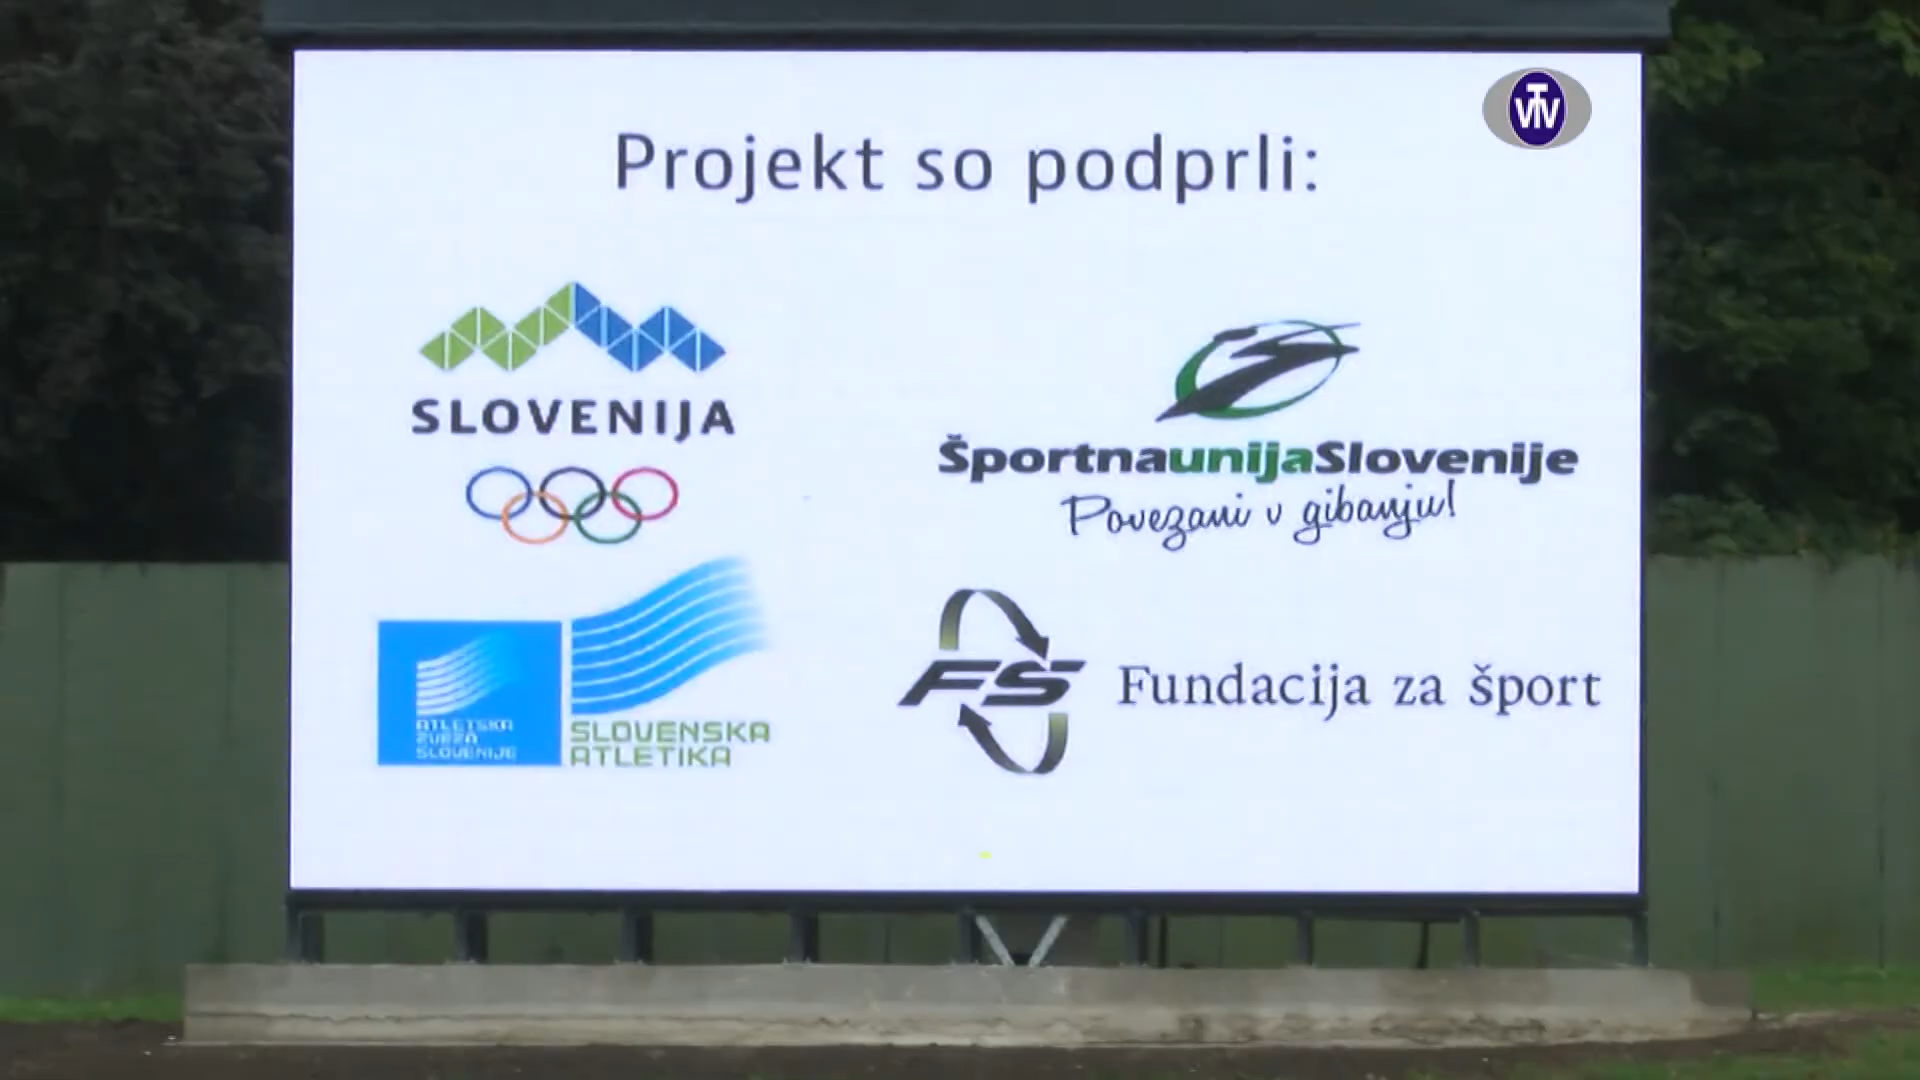 VTV
Projekt so podprli:
SLOVENIJA
ŠportnaunijaSlovenije
Povezani v gibanju!
ATLETSKA
ZVEZA
SLOVENIJE
SLOVENSKA
ATLETIKA
FS
Fundacija za šport